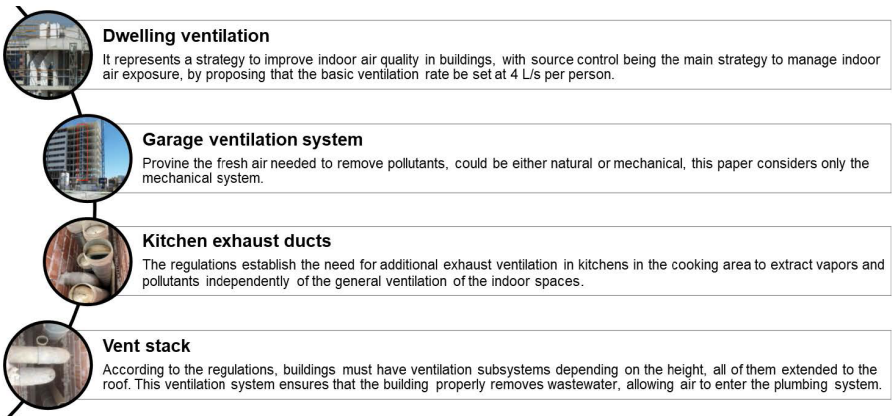 Dwelling ventilation
It represents a strategy to improve indoor air quality in buildings, with source control being the main strategy to manage indoor
air exposure, by proposing that the basic ventilation rate be set at 4 L/s per person.
Garage ventilation system
Provine the fresh air needed to remove pollutants, could be either natural or mechanical, this paper considers only the
mechanical system.
Kitchen exhaust ducts
The regulations establish the need for additional exhaust ventilation in kitchens in the cooking area to extract vapors and
pollutants independently of the general ventilation of the indoor spaces.
Vent stack
According to the regulations, buildings must have ventilation subsystems depending on the height, all of them extended to the
roof. This ventilation system ensures that the building properly removes wastewater, allowing air to enter the plumbing system.